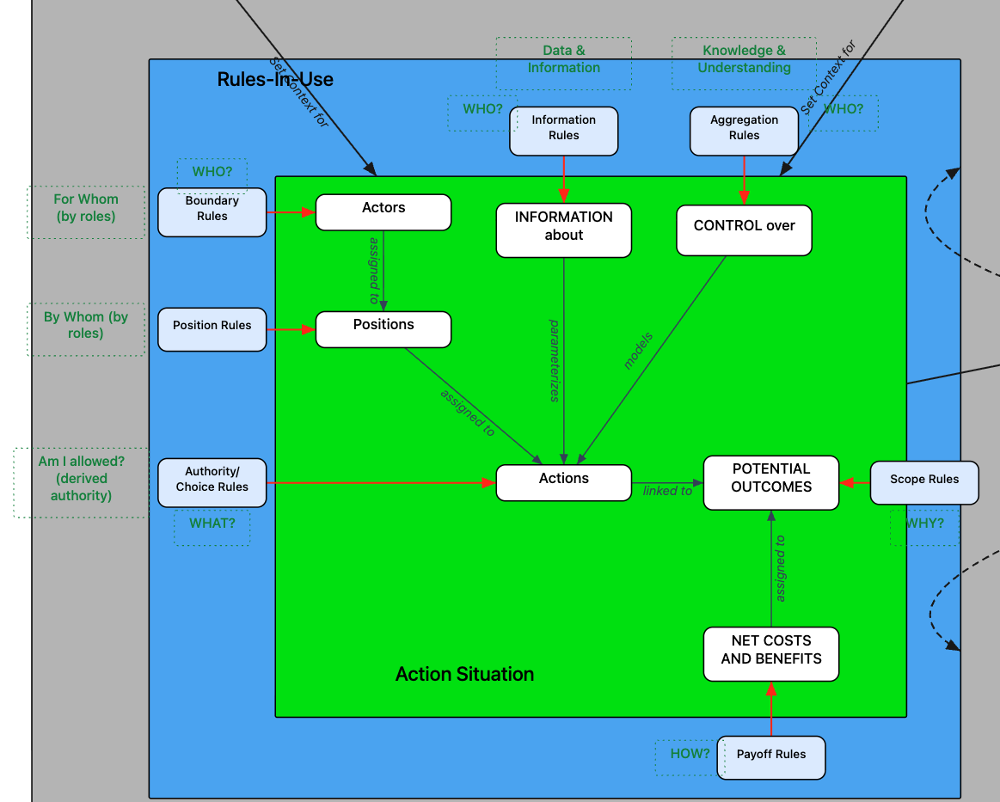 Data &
Information
Knowledge &
Understanding
Set Context for
Set Context for
Rules-In-Use
WHO?
Information
Rules
Aggregation
Rules
WHO?
WHO?
For Whom
(by roles)
Boundary
Rules
Actors
INFORMATION
about
CONTROL over
assigned to
By Whom (by
roles)
Position Rules
Positions
parameterizes
models
assigned to
Am I allowed?
(derived
authority)
Authority/
Choice Rules
Actions
linked to
POTENTIAL
OUTCOMES
Scope Rules
WHAT?
WHY?
assigned to
NET COSTS
AND BENEFITS
Action Situation
HOW?
Payoff Rules